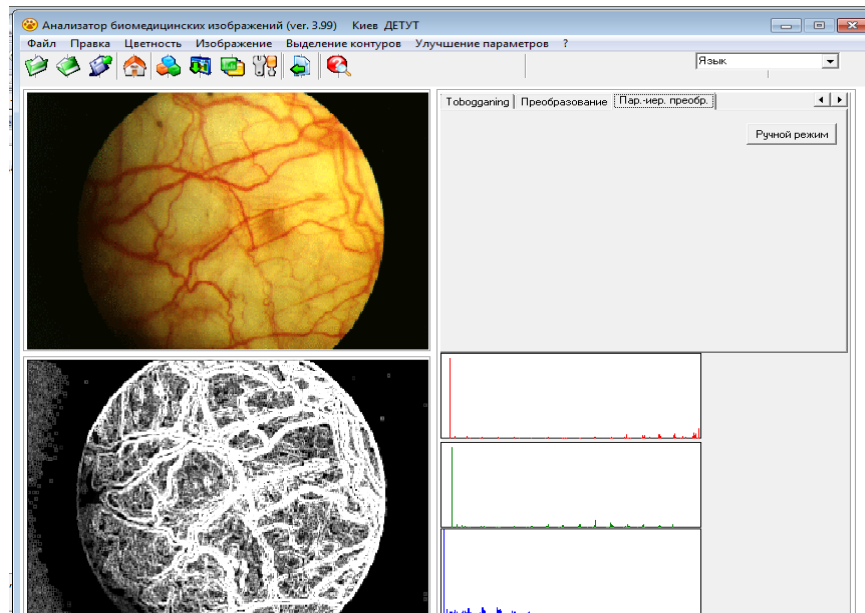 Анализатор биомедицинских изображений (ver. 3.99) Киев ДЕТУТ
Файл Правка Цветность Изображение Выделение контуров Улучшение параметров ?
Язык
Tobogganing Преобразование Пар.-иер. преобр.
Ручной режим